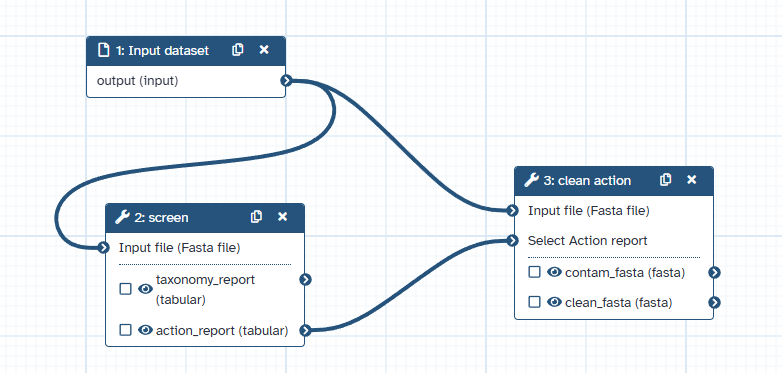 1: Input dataset
output (input)
2: screen
Input file (Fasta file)
taxonomy_report
(tabular)
action_report (tabular)
3: clean action
Input file (Fasta file)
Select Action report
contam_fasta (fasta)
clean_fasta (fasta)